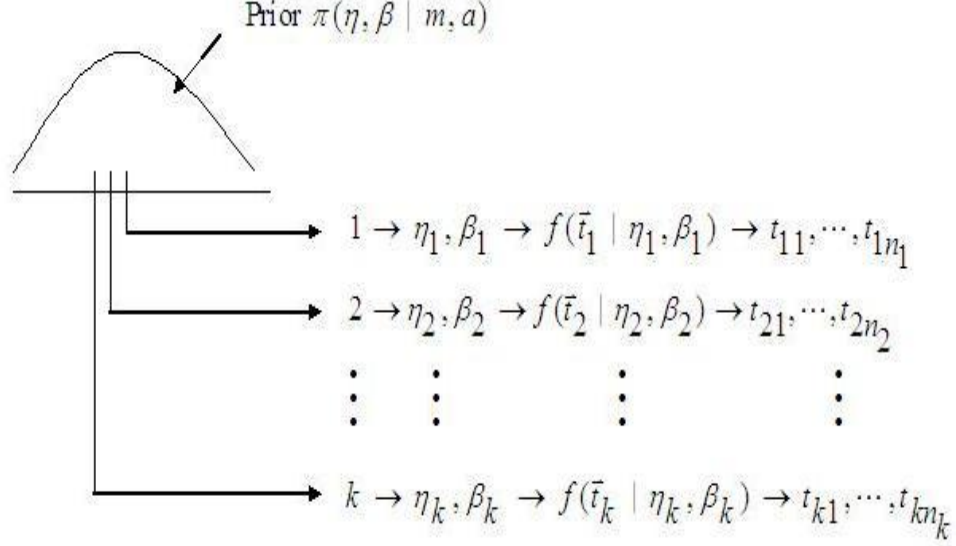 Prior π(η, β | m, a)
1 → η₁, β₁ → f(t⃗₁ | η₁, β₁) → t₁₁, ⋯, t₁ₙ₁
2 → η₂, β₂ → f(t⃗₂ | η₂, β₂) → t₂₁, ⋯, t₂ₙ₂
⋮ ⋮ ⋮ ⋮
k → ηₖ, βₖ → f(t⃗ₖ | ηₖ, βₖ) → tₖ₁, ⋯, tₖₙₖ